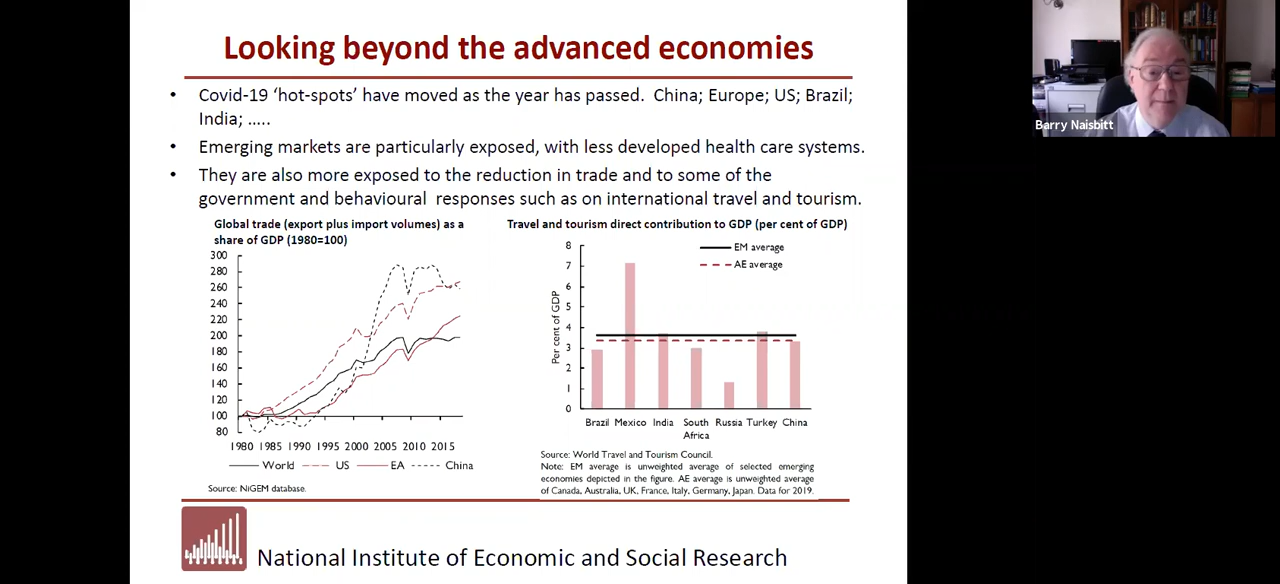 Looking beyond the advanced economies
• Covid-19 ‘hot-spots’ have moved as the year has passed.  China; Europe; US; Brazil;
India; .....
• Emerging markets are particularly exposed, with less developed health care systems.
• They are also more exposed to the reduction in trade and to some of the
government and behavioural  responses such as on international travel and tourism.
Global trade (export plus import volumes) as a
share of GDP (1980=100)
300
280
260
240
220
200
180
160
140
120
100
80
1980 1985 1990 1995 2000 2005 2010 2015
World US EA China
Source: NiGEM database.
Travel and tourism direct contribution to GDP (per cent of GDP)
EM average
AE average
Per cent of GDP
8
7
6
5
4
3
2
1
0
Brazil Mexico India South Russia Turkey China
Africa
Source: World Travel and Tourism Council.
Note: EM average is unweighted average of selected emerging
economies depicted in the figure. AE average is unweighted average
of Canada, Australia, UK, France, Italy, Germany, Japan. Data for 2019.
National Institute of Economic and Social Research
Barry Naisbitt